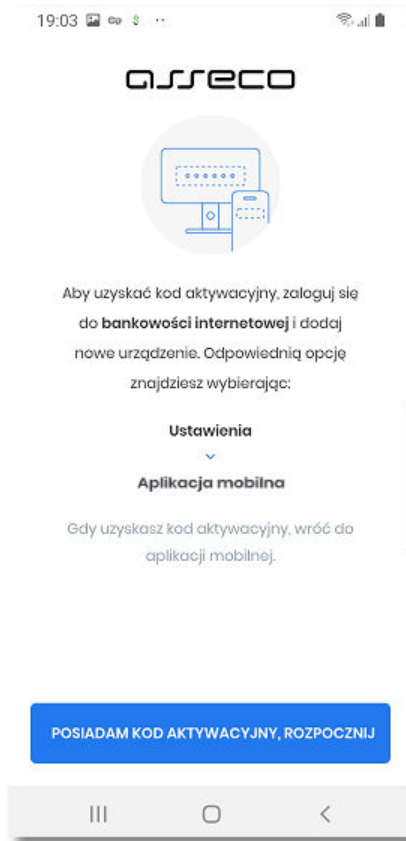 19:03
asseco
Aby uzyskać kod aktywacyjny, zaloguj się
do bankowości internetowej i dodaj
nowe urządzenie. Odpowiednią opcję
znajdziesz wybierając:
Ustawienia
Aplikacja mobilna
Gdy uzyskasz kod aktywacyjny, wróć do
aplikacji mobilnej.
POSIADAM KOD AKTYWACYJNY, ROZPOCZNIJ